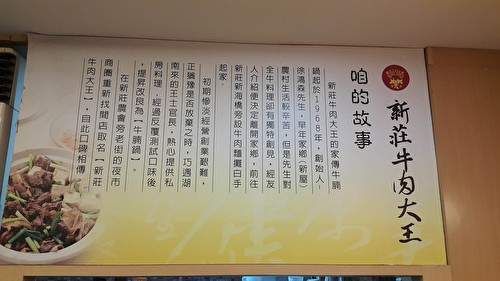 新莊牛肉大王
咱的故事
新莊牛肉大王的家傳牛腩
鍋起於1968年，創始人-
徐鴻森先生，早年家鄉(新屋)
農村生活較辛苦，但是先生對
全牛料理卻有獨特創見，經友
人介紹便決定離開家鄉，前往
新莊新海橋旁設牛肉麵攤白手
起家。
初期慘淡經營創業艱難，
正猶豫是否放棄之時，巧遇湖
南來的王士官長，熱心提供私
房料理，經過反覆測試口味後
，提昇改良為【牛腩鍋】。
在新莊農會旁老街的夜市
商圈重新找間店取名【新莊
牛肉大王】，自此口碑相傳